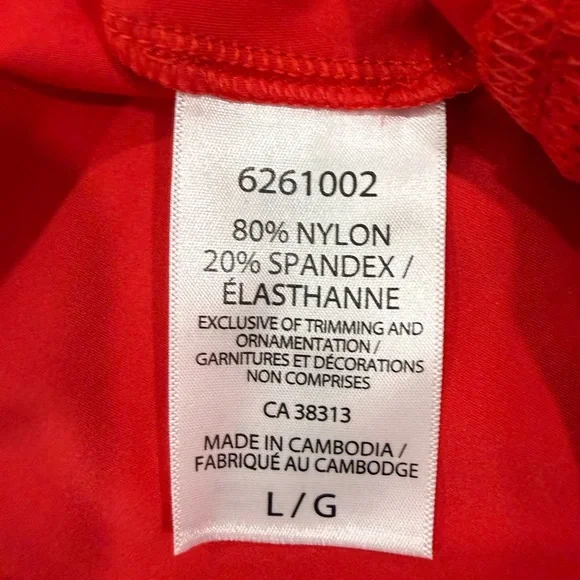 6261002
80% NYLON
20% SPANDEX /
ÉLASTHANNE
EXCLUSIVE OF TRIMMING AND
ORNAMENTATION /
GARNITURES ET DÉCORATIONS
NON COMPRISES
CA 38313
MADE IN CAMBODIA /
FABRIQUÉ AU CAMBODGE
L / G